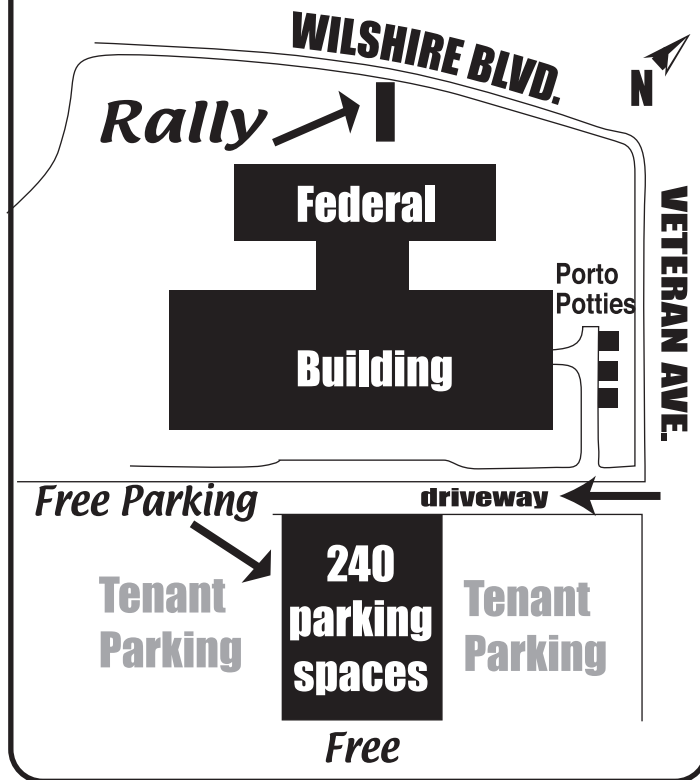 WILSHIRE BLVD.
N
Rally
Federal
VETERAN AVE.
Porto
Potties
Building
Free Parking
driveway
240
parking
spaces
Tenant
Parking
Tenant
Parking
Free